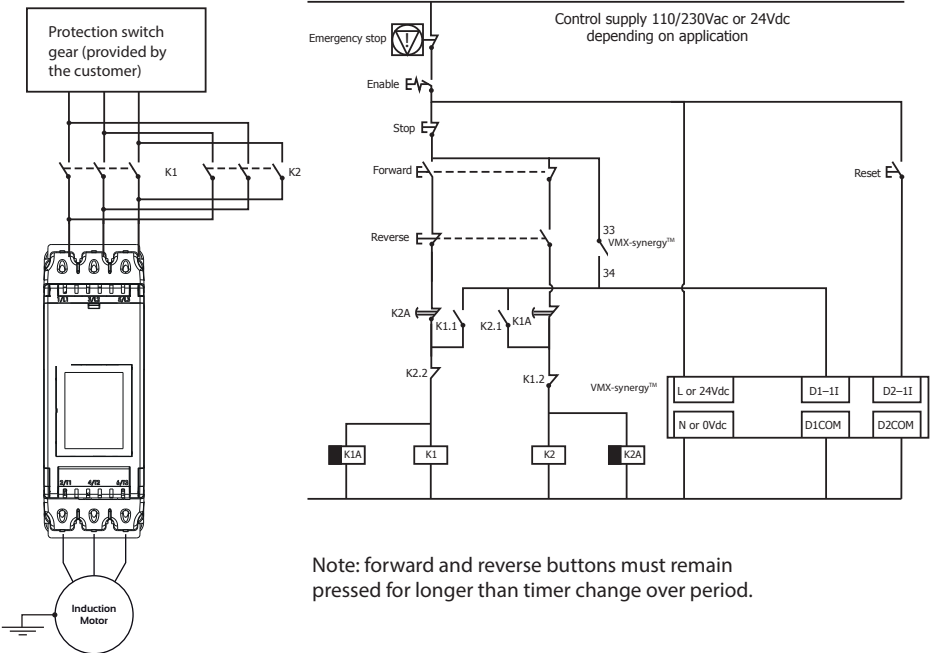 Protection switch
gear (provided by
the customer)
K1
K2
1/L1 3/L2 5/L3
2/T1 4/T2 6/T3
Induction
Motor
Control supply 110/230Vac or 24Vdc
depending on application
Emergency stop
Enable
Stop
Forward
Reset
Reverse
33
VMX-synergy™
34
K2A
K1.1
K2.1
K1A
K2.2
K1.2
VMX-synergy™
L or 24Vdc
D1–1I
D2–1I
N or 0Vdc
D1COM
D2COM
K1A
K1
K2
K2A
Note: forward and reverse buttons must remain
pressed for longer than timer change over period.